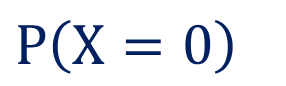 P(X = 0)